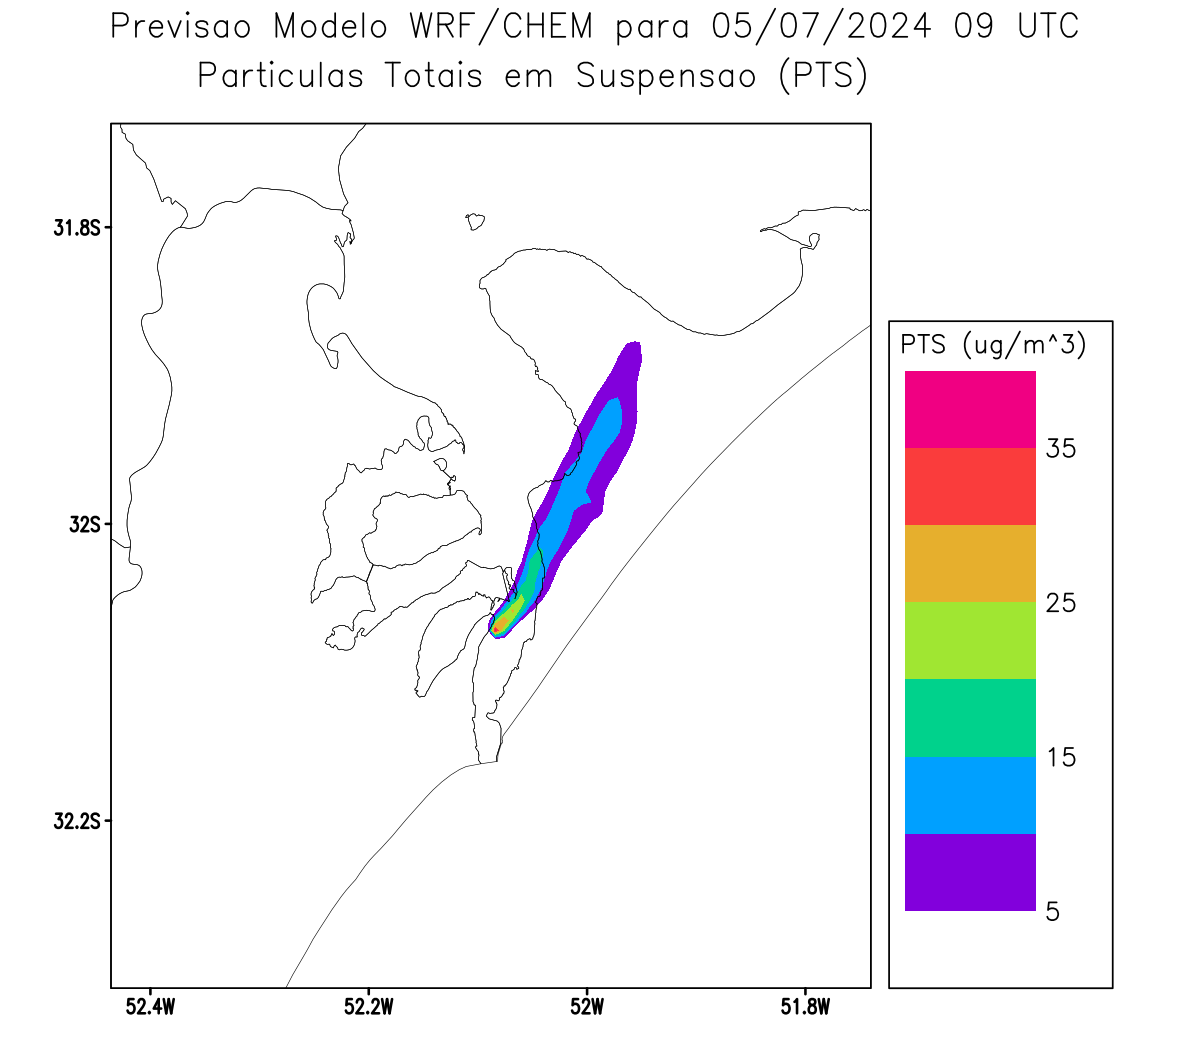 Previsao Modelo WRF/CHEM para 05/07/2024 09 UTC
Particulas Totais em Suspensao (PTS)
31.8S
32S
32.2S
52.4W
52.2W
52W
51.8W
PTS (ug/m^3)
35
25
15
5